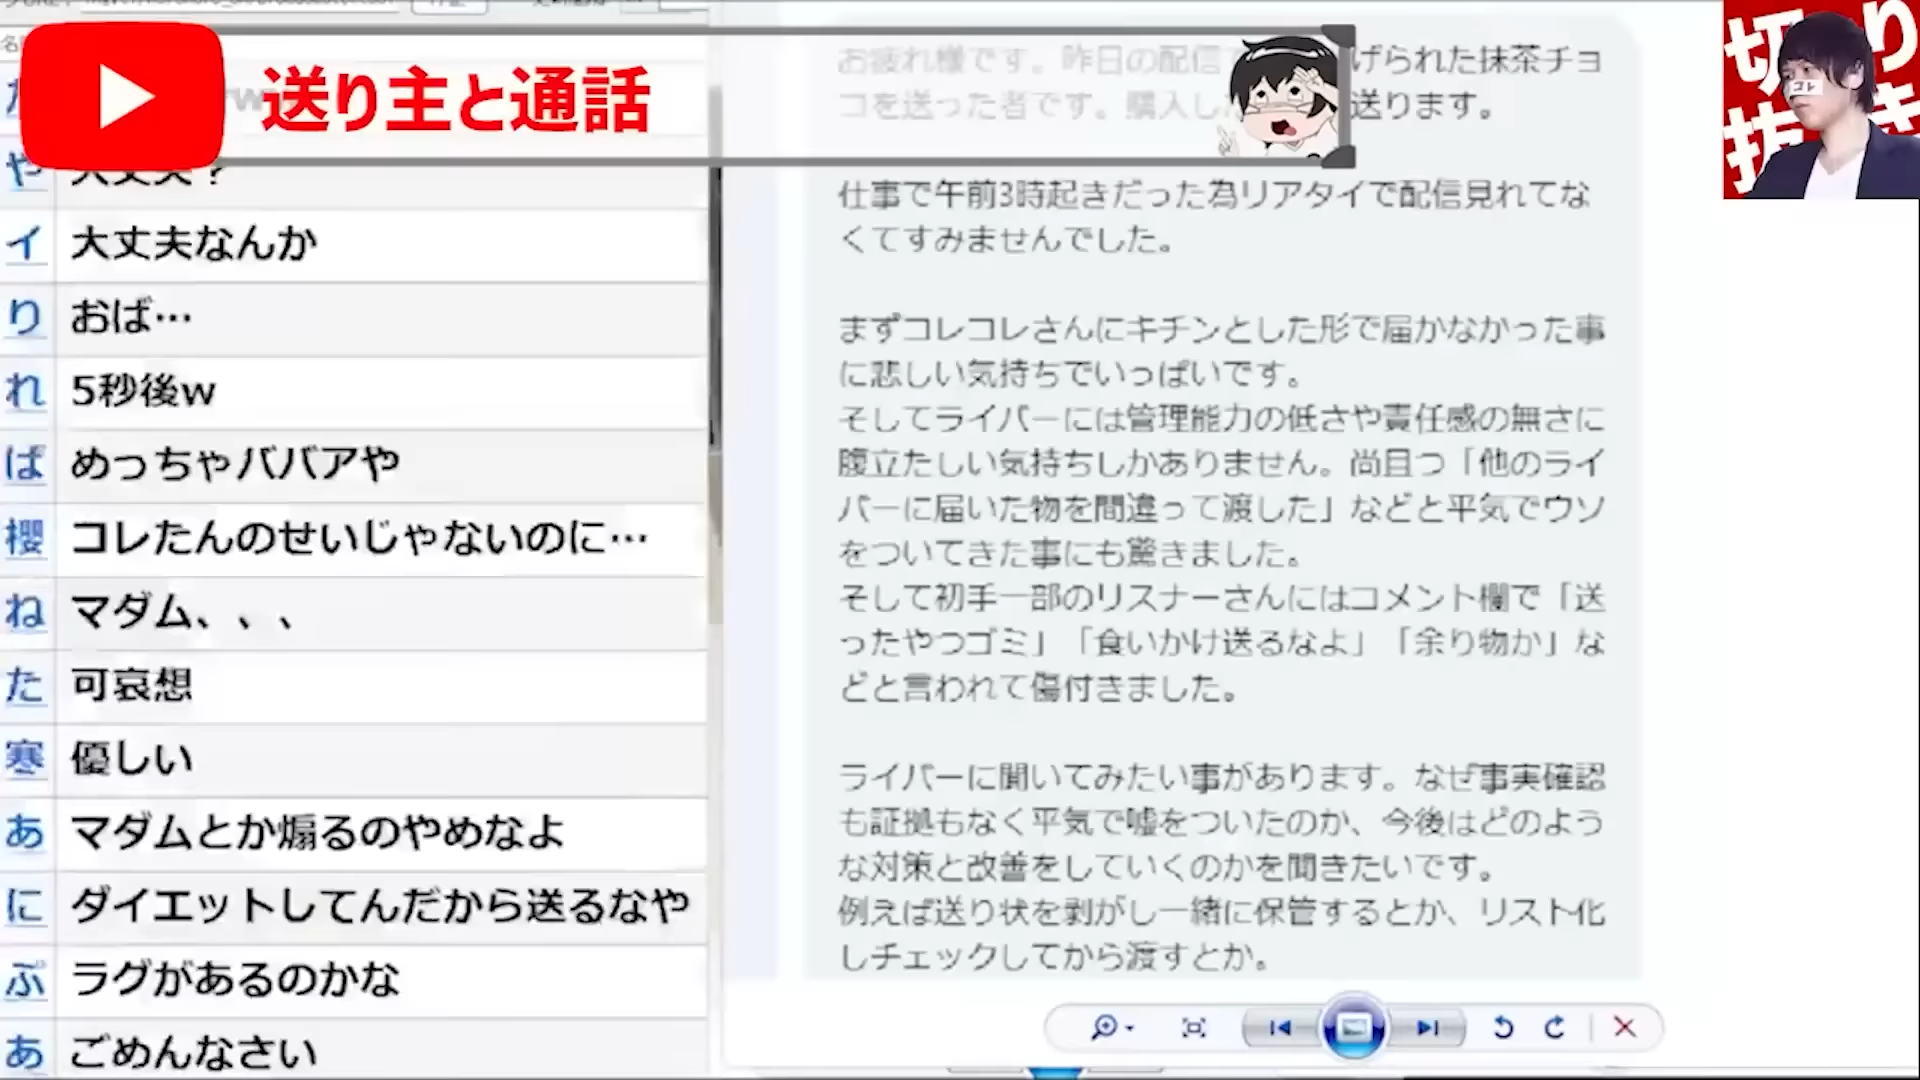 送り主と通話
切り
抜き
コレ
大丈夫?
イ 大丈夫なんか
り おば…
れ 5秒後w
ば めっちゃババアや
櫻 コレたんのせいじゃないのに…
ね マダム、、、
た 可哀想
寒 優しい
あ マダムとか煽るのやめなよ
に ダイエットしてんだから送るなや
ぷ ラグがあるのかな
あ ごめんなさい
お疲れ様です。昨日の配信 げられた抹茶チョ
コを送った者です。購入し 送ります。
仕事で午前3時起きだった為リアタイで配信見れてな
くてすみませんでした。
まずコレコレさんにキチンとした形で届かなかった事
に悲しい気持ちでいっぱいです。
そしてライバーには管理能力の低さや責任感の無さに
腹立たしい気持ちしかありません。尚且つ「他のライ
バーに届いた物を間違って渡した」などと平気でウソ
をついてきた事にも驚きました。
そして初手一部のリスナーさんにはコメント欄で「送
ったやつゴミ」「食いかけ送るなよ」「余り物か」な
どと言われて傷付きました。
ライバーに聞いてみたい事があります。なぜ事実確認
も証拠もなく平気で嘘をついたのか、今後はどのよう
な対策と改善をしていくのかを聞きたいです。
例えば送り状を剥がし一緒に保管するとか、リスト化
しチェックしてから渡すとか。